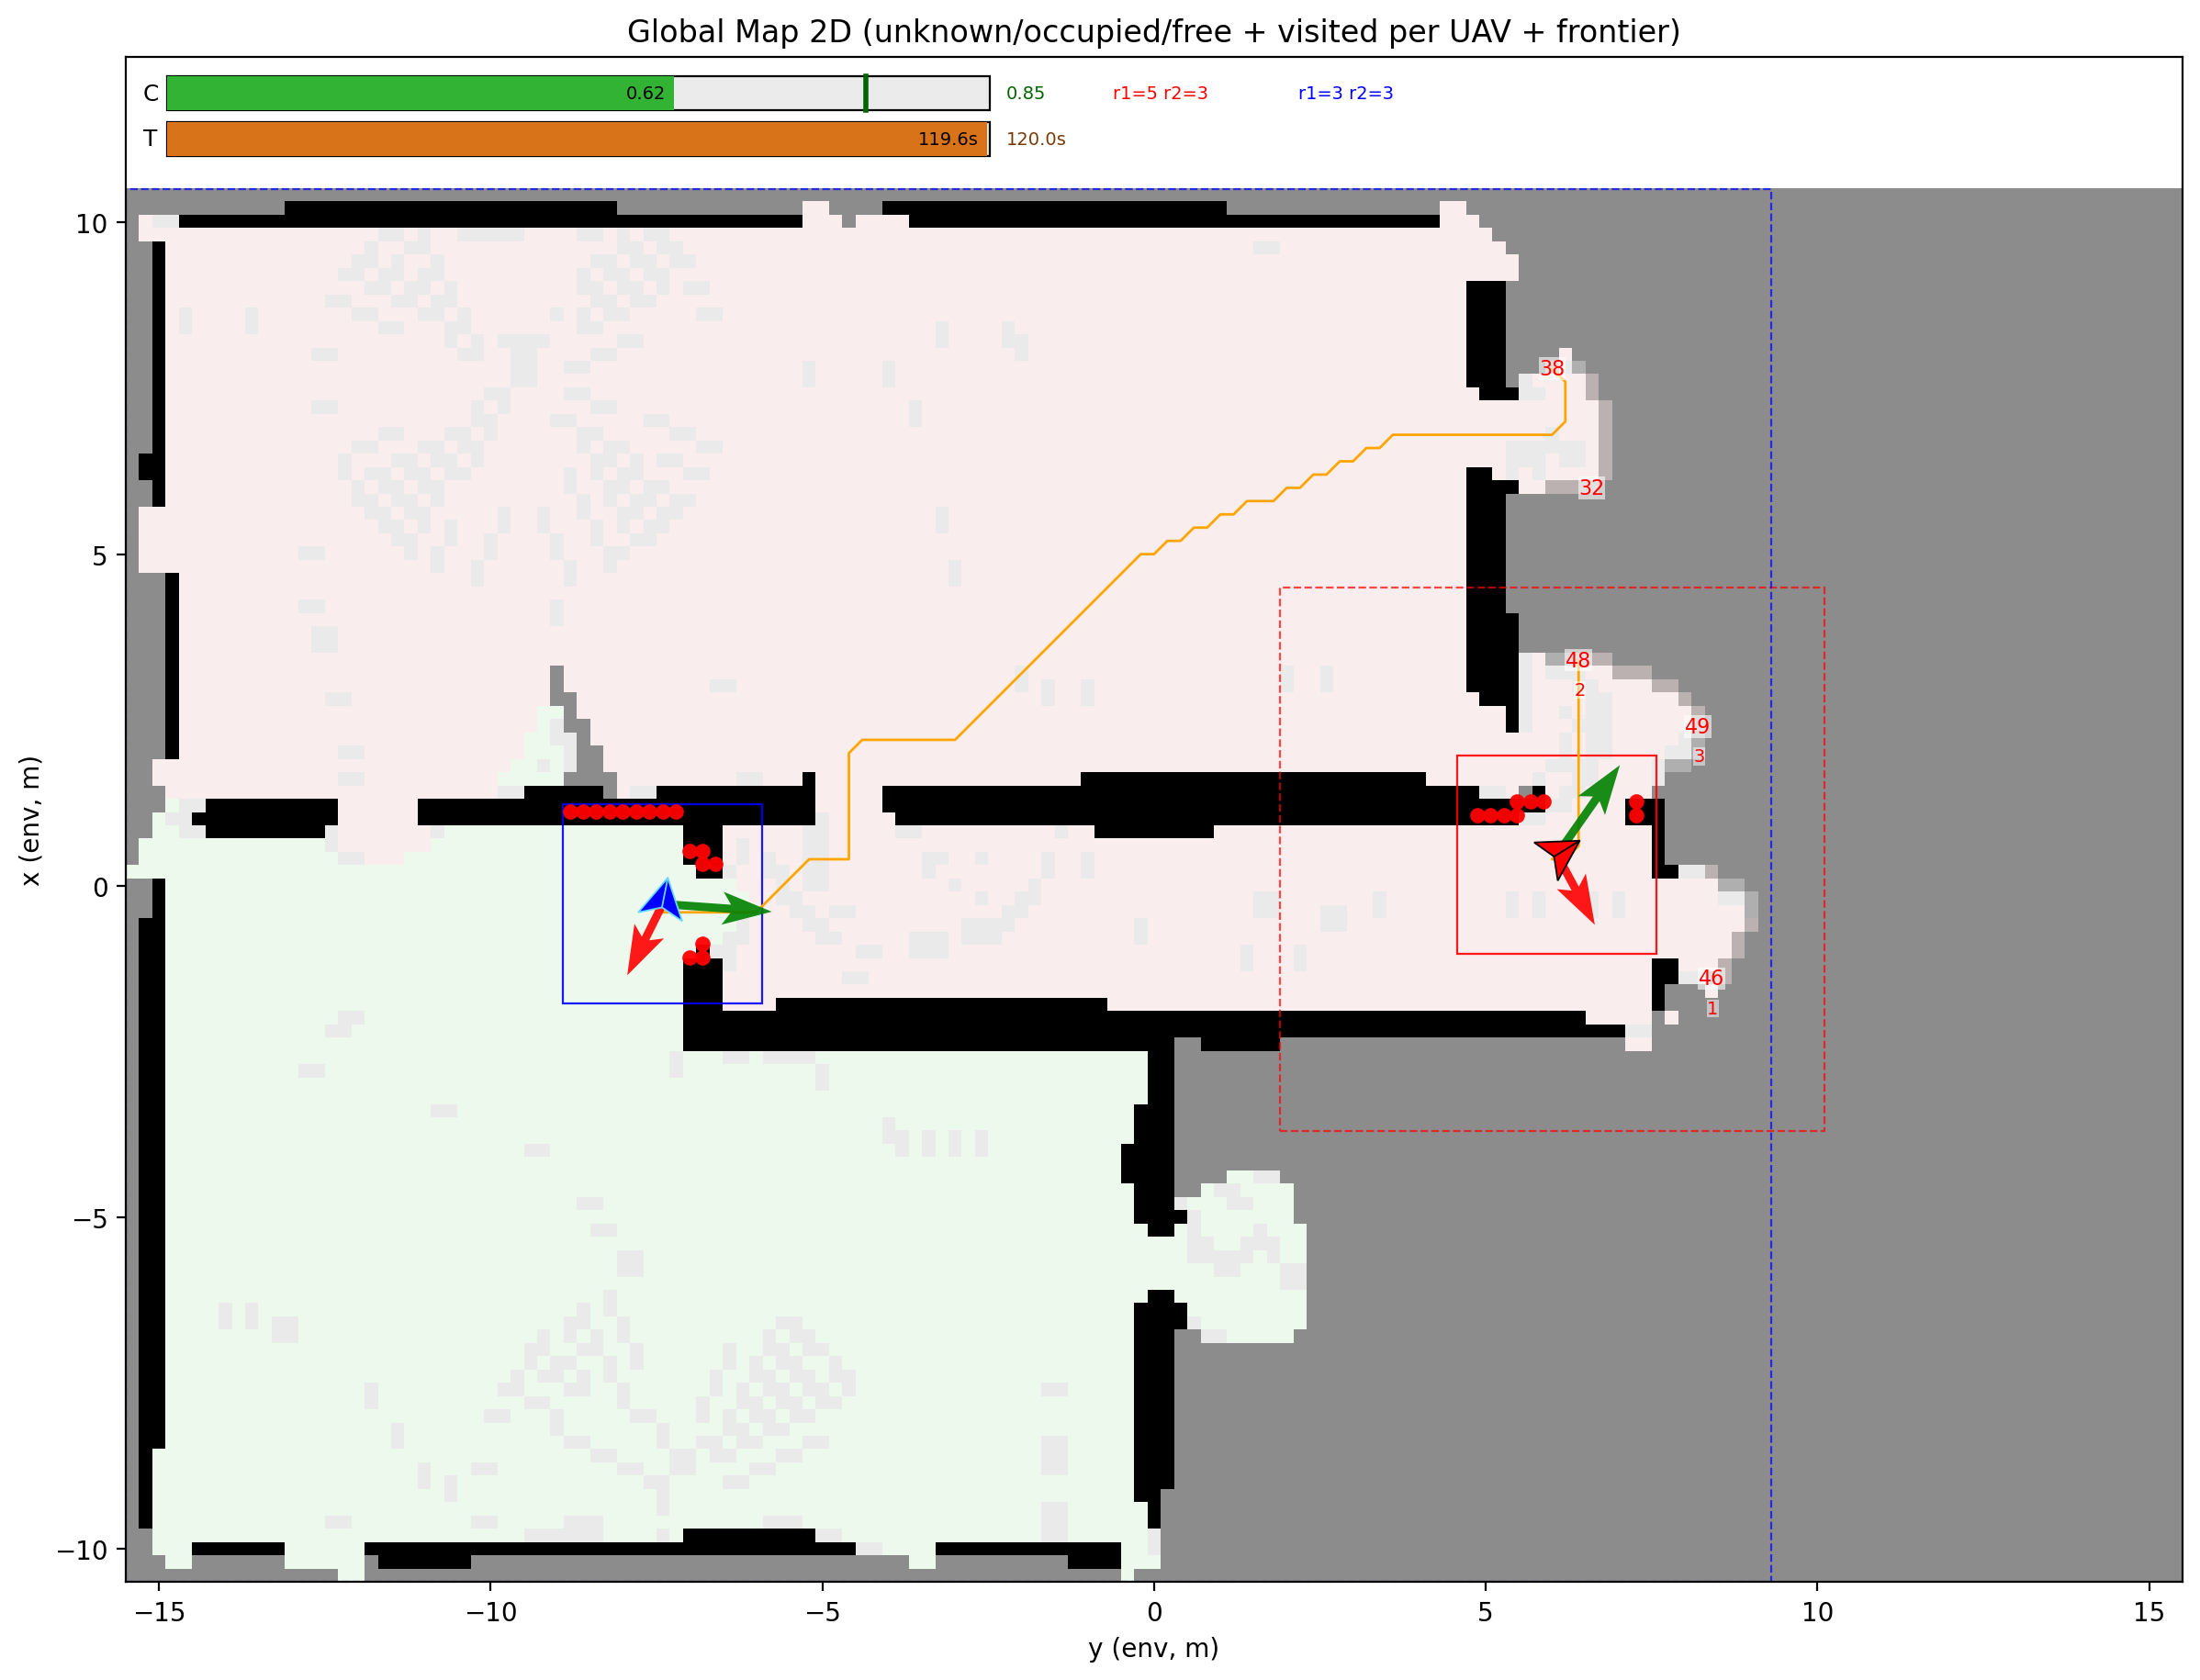 Global Map 2D (unknown/occupied/free + visited per UAV + frontier)
C 0.62 0.85 r1=5 r2=3 r1=3 r2=3
T 119.6s 120.0s
10
5
0
−5
−10
x (env, m)
38
32
48
2
49
3
46
1
−15 −10 −5 0 5 10 15
y (env, m)